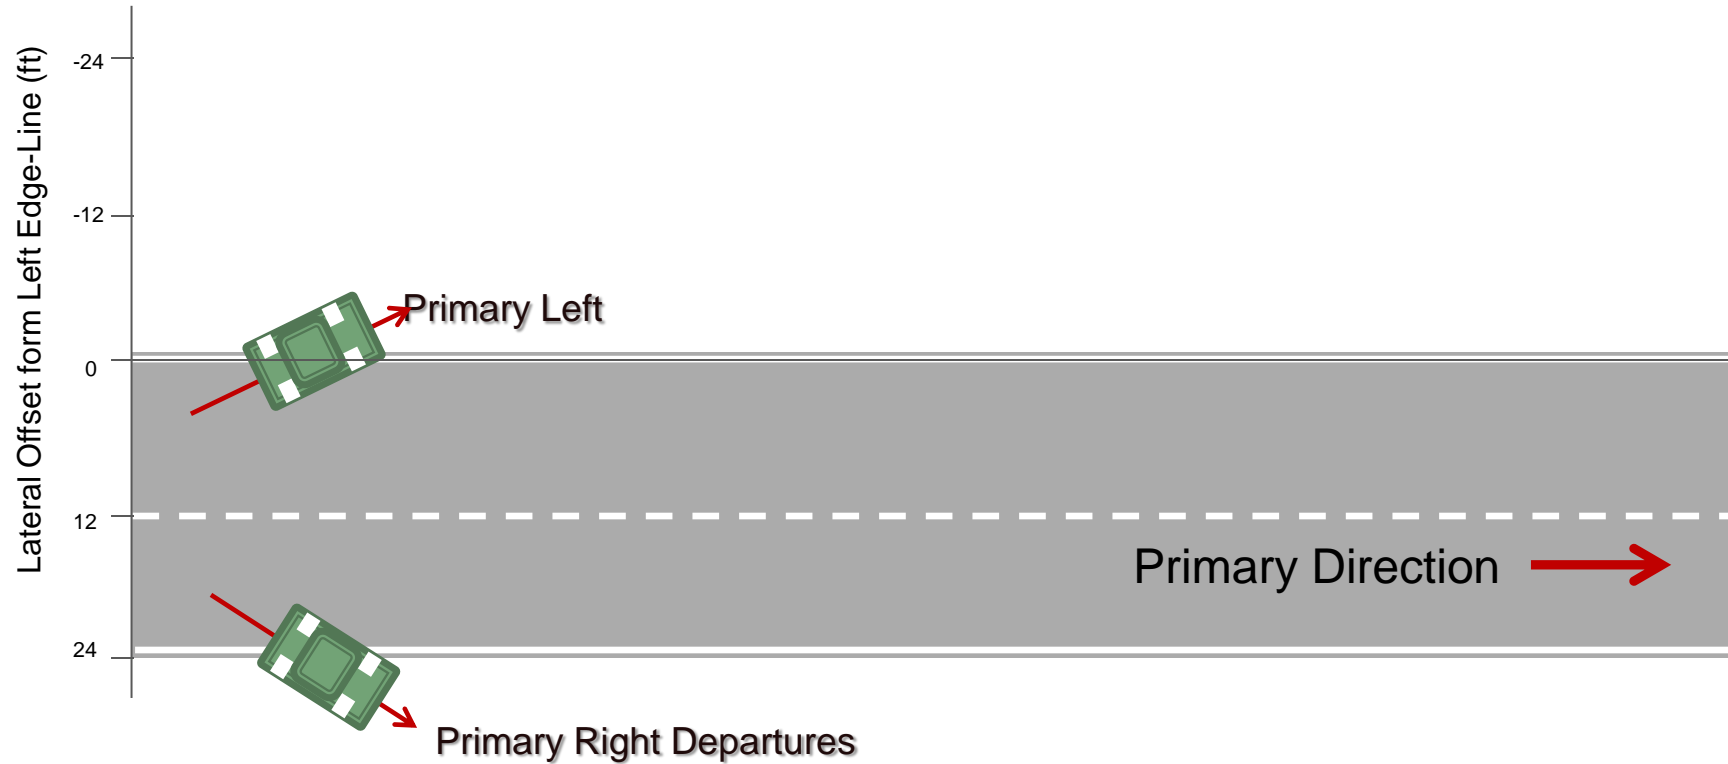 Lateral Offset form Left Edge-Line (ft)
-24
-12
0
12
24
Primary Left
Primary Direction
Primary Right Departures